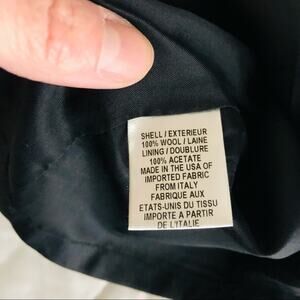 SHELL / EXTERIEUR
100% WOOL / LAINE
LINING / DOUBLURE
100% ACETATE
MADE IN THE USA OF
IMPORTED FABRIC
FROM ITALY
FABRIQUE AUX
ETATS-UNIS DU TISSU
IMPORTE A PARTIR
DE L'ITALIE